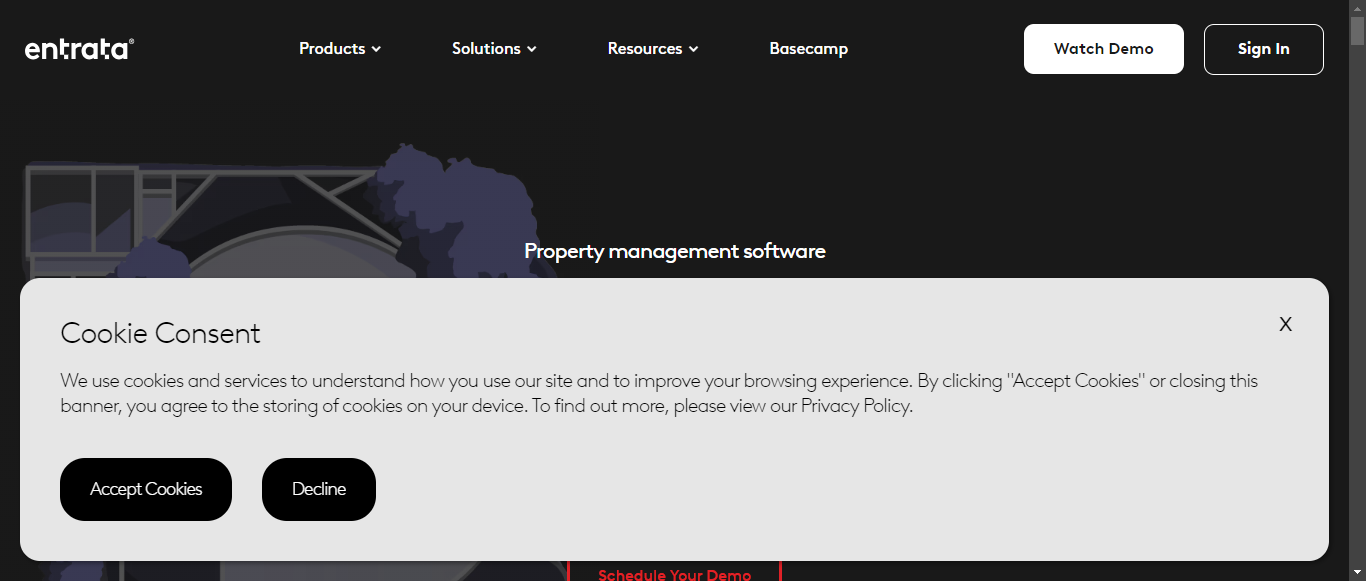 entrata®
Products
Solutions
Resources
Basecamp
Watch Demo
Sign In
Property management software
Cookie Consent
X
We use cookies and services to understand how you use our site and to improve your browsing experience. By clicking "Accept Cookies" or closing this
banner, you agree to the storing of cookies on your device. To find out more, please view our Privacy Policy.
Accept Cookies
Decline
Schedule Your Demo